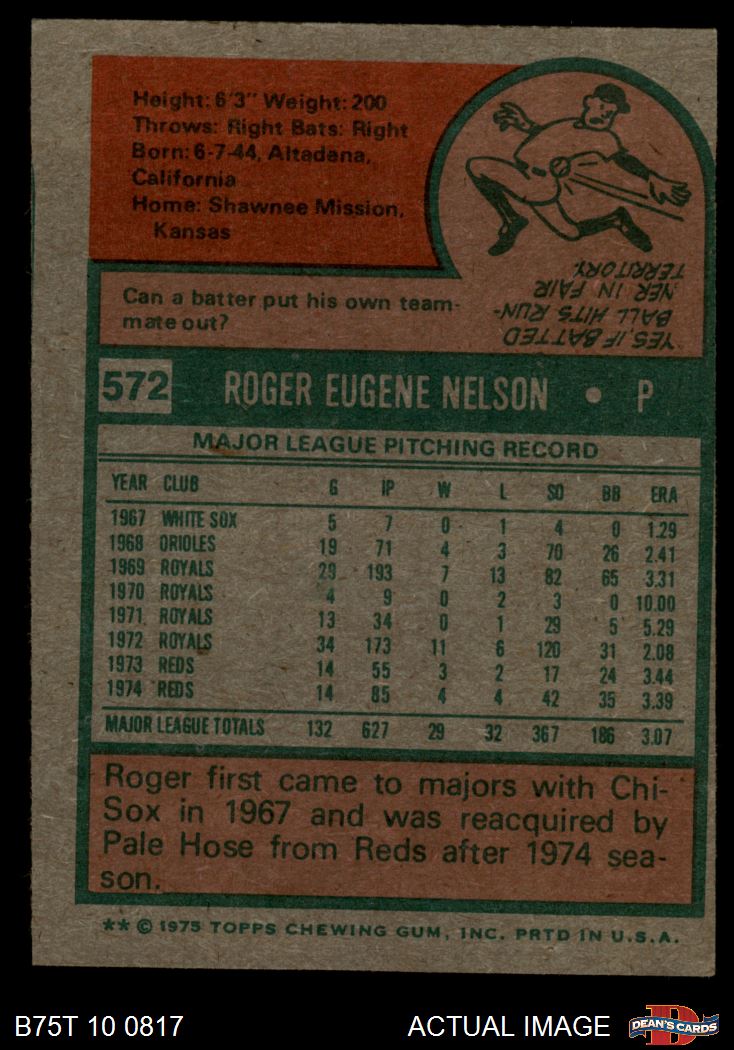 Height: 6'3" Weight: 200
Throws: Right Bats: Right
Born: 6-7-44, Altadena,
California
Home: Shawnee Mission,
Kansas
Can a batter put his own team-
mate out?
YES, IF BATTED
BALL HITS RUN-
NER IN FAIR
TERRITORY.
572 ROGER EUGENE NELSON • P
MAJOR LEAGUE PITCHING RECORD
YEAR CLUB G IP W L SO BB ERA
1967 WHITE SOX 5 7 0 1 4 0 1.29
1968 ORIOLES 19 71 4 3 70 26 2.41
1969 ROYALS 29 193 7 13 82 65 3.31
1970 ROYALS 4 9 0 2 3 0 10.00
1971 ROYALS 13 34 0 1 29 5 5.29
1972 ROYALS 34 173 11 6 120 31 2.08
1973 REDS 14 55 3 2 17 24 3.44
1974 REDS 14 85 4 4 42 35 3.39
MAJOR LEAGUE TOTALS 132 627 29 32 367 186 3.07
Roger first came to majors with Chi-
Sox in 1967 and was reacquired by
Pale Hose from Reds after 1974 sea-
son.
** © 1975 TOPPS CHEWING GUM, INC. PRTD IN U.S.A.
B75T 10 0817 ACTUAL IMAGE DEAN'S CARDS